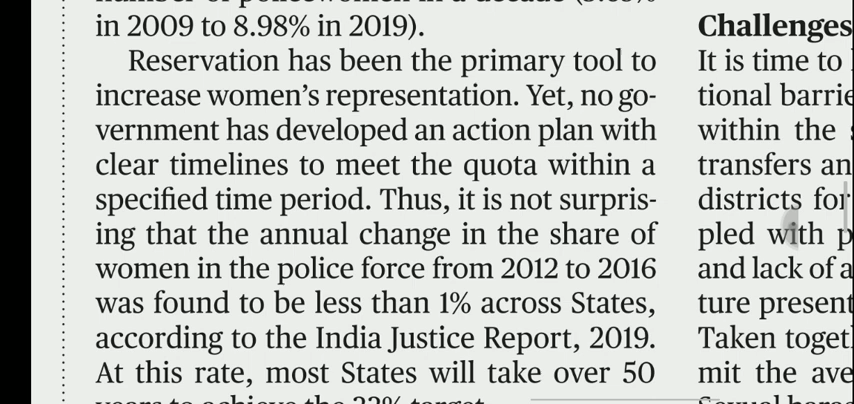 in 2009 to 8.98% in 2019).
Reservation has been the primary tool to
increase women's representation. Yet, no go-
vernment has developed an action plan with
clear timelines to meet the quota within a
specified time period. Thus, it is not surpris-
ing that the annual change in the share of
women in the police force from 2012 to 2016
was found to be less than 1% across States,
according to the India Justice Report, 2019.
At this rate, most States will take over 50
Challenges
It is time to
tional barrie
within the
transfers an
districts for
pled with p
and lack of a
ture present
Taken toget
mit the ave